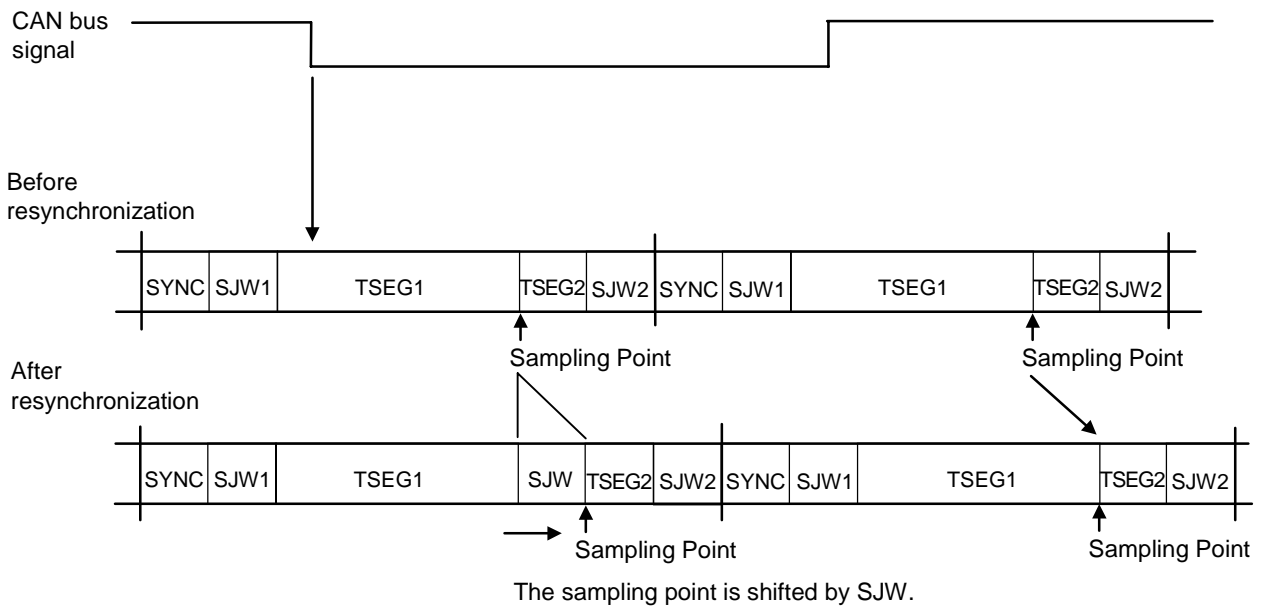 CAN bus
signal
Before
resynchronization
SYNC SJW1 TSEG1 TSEG2 SJW2 SYNC SJW1 TSEG1 TSEG2 SJW2
Sampling Point Sampling Point
After
resynchronization
SYNC SJW1 TSEG1 SJW TSEG2 SJW2 SYNC SJW1 TSEG1 TSEG2 SJW2
Sampling Point Sampling Point
The sampling point is shifted by SJW.